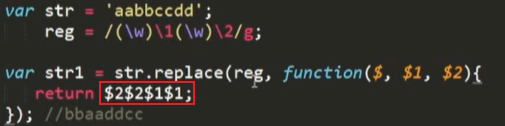 var str = 'aabbccdd';
reg = /(\w)\1(\w)\2/g;
var str1 = str.replace(reg, function($, $1, $2){
return $2$2$1$1;
}); //bbaaddcc